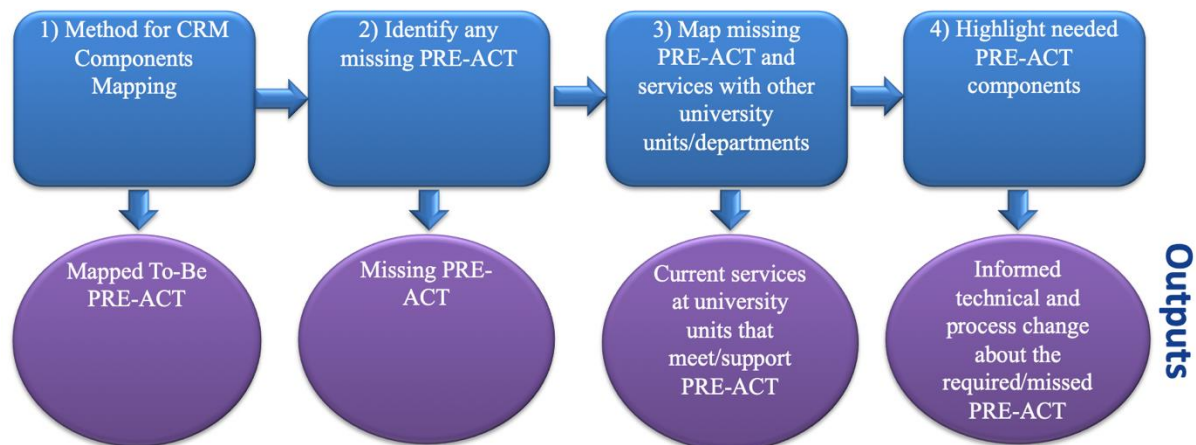 1) Method for CRM
Components
Mapping
2) Identify any
missing PRE-ACT
3) Map missing
PRE-ACT and
services with other
university
units/departments
4) Highlight needed
PRE-ACT
components
Mapped To-Be
PRE-ACT
Missing PRE-
ACT
Current services
at university
units that
meet/support
PRE-ACT
Informed
technical and
process change
about the
required/missed
PRE-ACT
Outputs